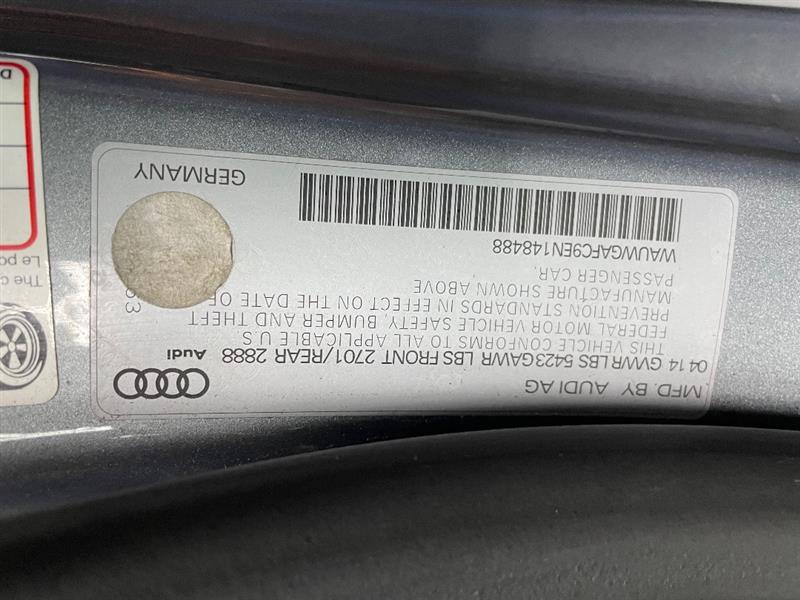 MFD. BY AUDI AG
04 14 GVWR LBS 5423 GAWR LBS FRONT 2701/REAR 2888
Audi
THIS VEHICLE CONFORMS TO ALL APPLICABLE U.S
FEDERAL MOTOR VEHICLE SAFETY, BUMPER AND THEFT
PREVENTION STANDARDS IN EFFECT ON THE DATE OF
MANUFACTURE SHOWN ABOVE
PASSENGER CAR.
WAUWGAFC9EN148488
GERMANY
The
Le
D